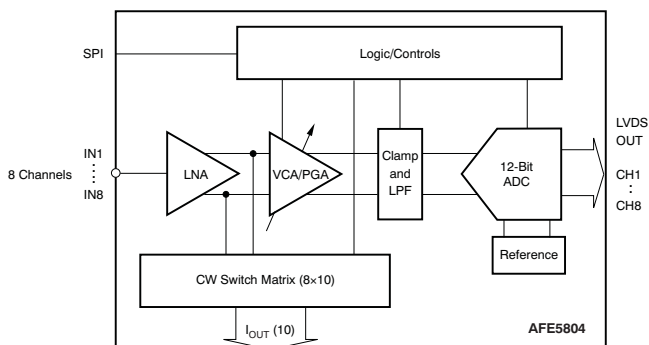 SPI
Logic/Controls
8 Channels
IN1
IN8
LNA
VCA/PGA
Clamp
and
LPF
12-Bit
ADC
LVDS
OUT
CH1
CH8
Reference
CW Switch Matrix (8×10)
IOUT (10)
AFE5804